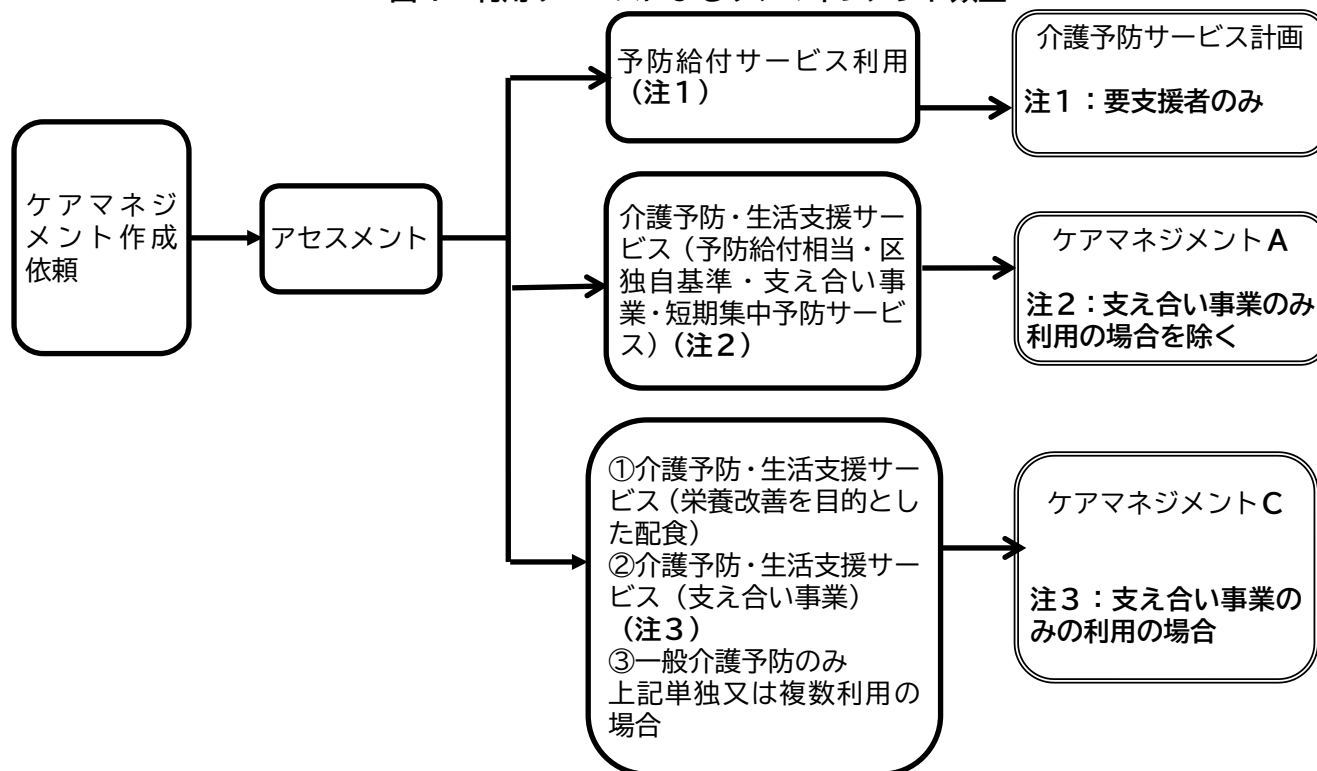 ケアマネジ
メント作成
依頼
アセスメント
予防給付サービス利用
(注1)
介護予防サービス計画
注1:要支援者のみ
介護予防・生活支援サー
ビス(予防給付相当・区
独自基準・支え合い事
業・短期集中予防サービ
ス)(注2)
ケアマネジメントA
注2:支え合い事業のみ
利用の場合を除く
①介護予防・生活支援サー
ビス(栄養改善を目的とし
た配食)
②介護予防・生活支援サー
ビス(支え合い事業)
(注3)
③一般介護予防のみ
上記単独又は複数利用の
場合
ケアマネジメントC
注3:支え合い事業の
みの利用の場合